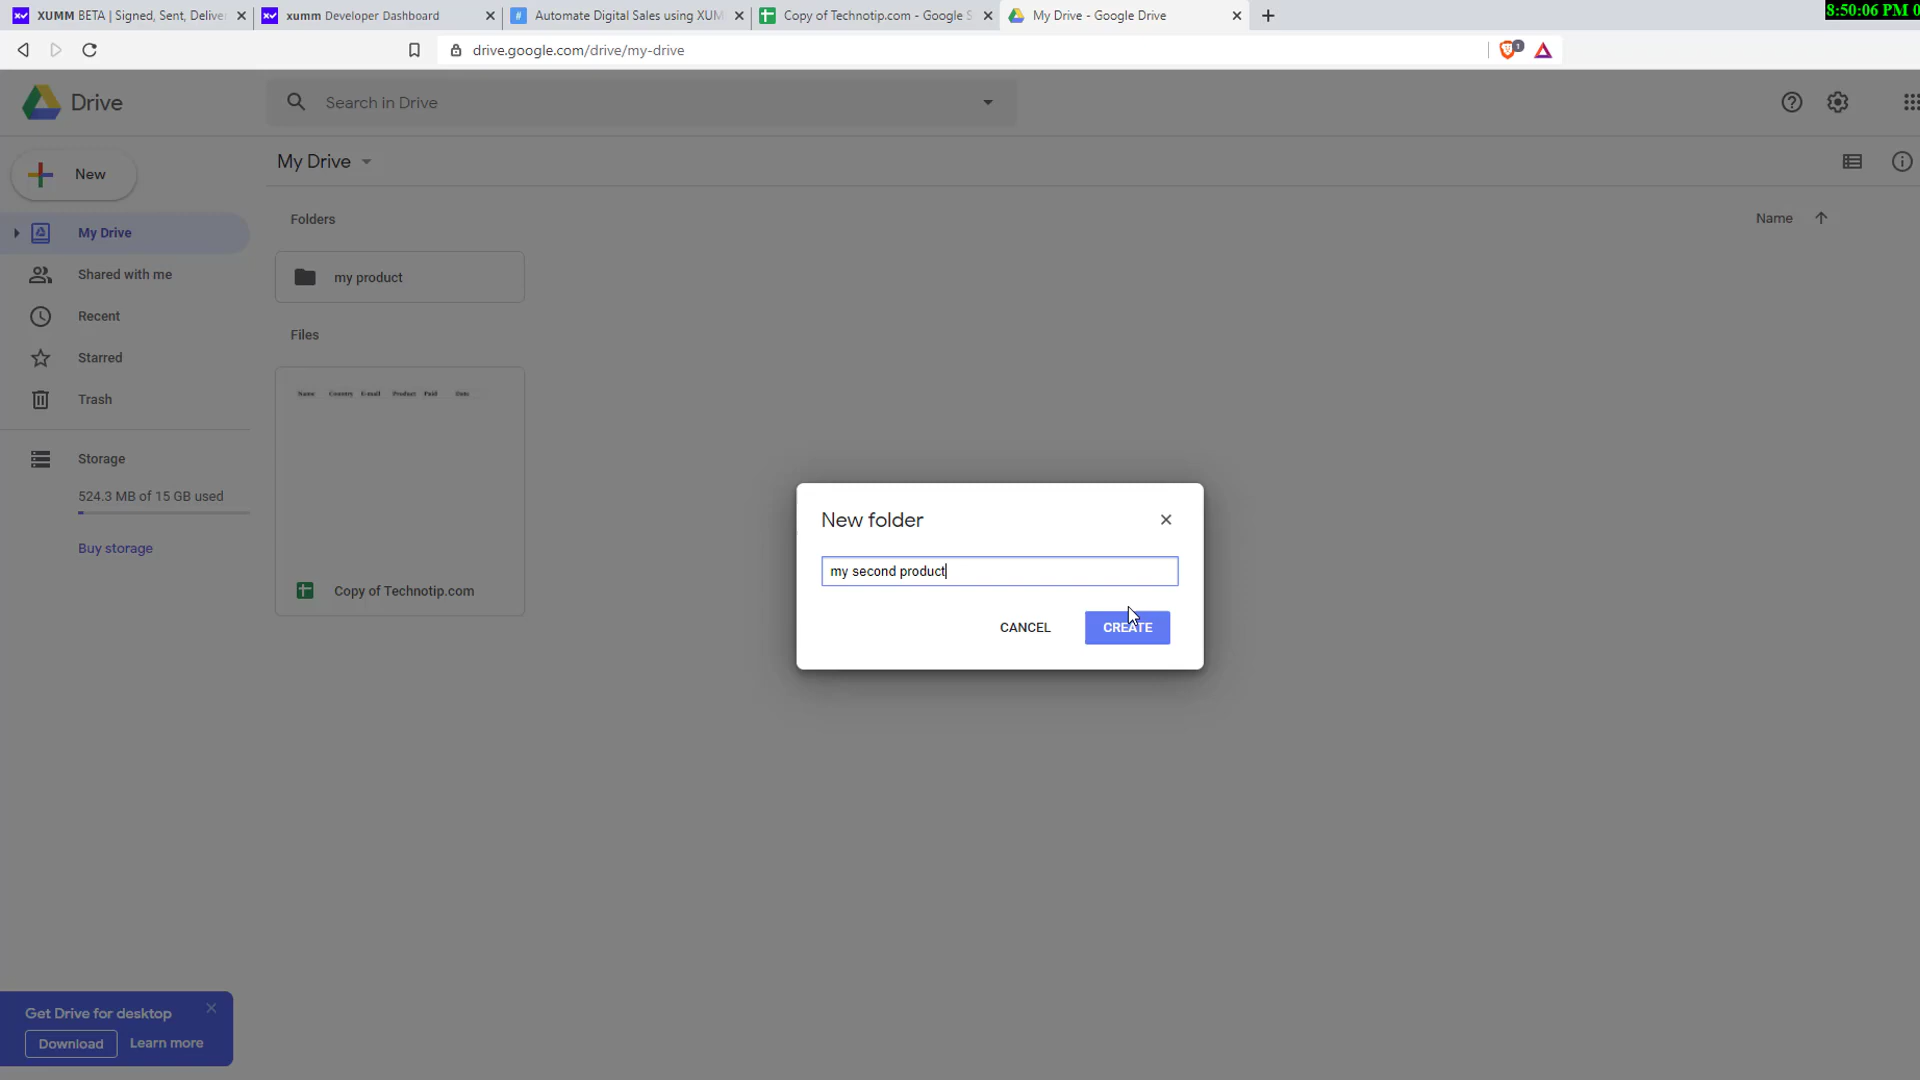 XUMM BETA | Signed, Sent, Deliver
xumm Developer Dashboard
Automate Digital Sales using XUM
Copy of Technotip.com - Google S
My Drive - Google Drive
8:50:06 PM 0
drive.google.com/drive/my-drive
1
Drive
Search in Drive
New
My Drive
My Drive
Folders
Name
my product
Shared with me
Recent
Files
Starred
Name Country E-mail Product Paid Date
Trash
Storage
524.3 MB of 15 GB used
Buy storage
Copy of Technotip.com
New folder
my second product
CANCEL
CREATE
Get Drive for desktop
Download
Learn more